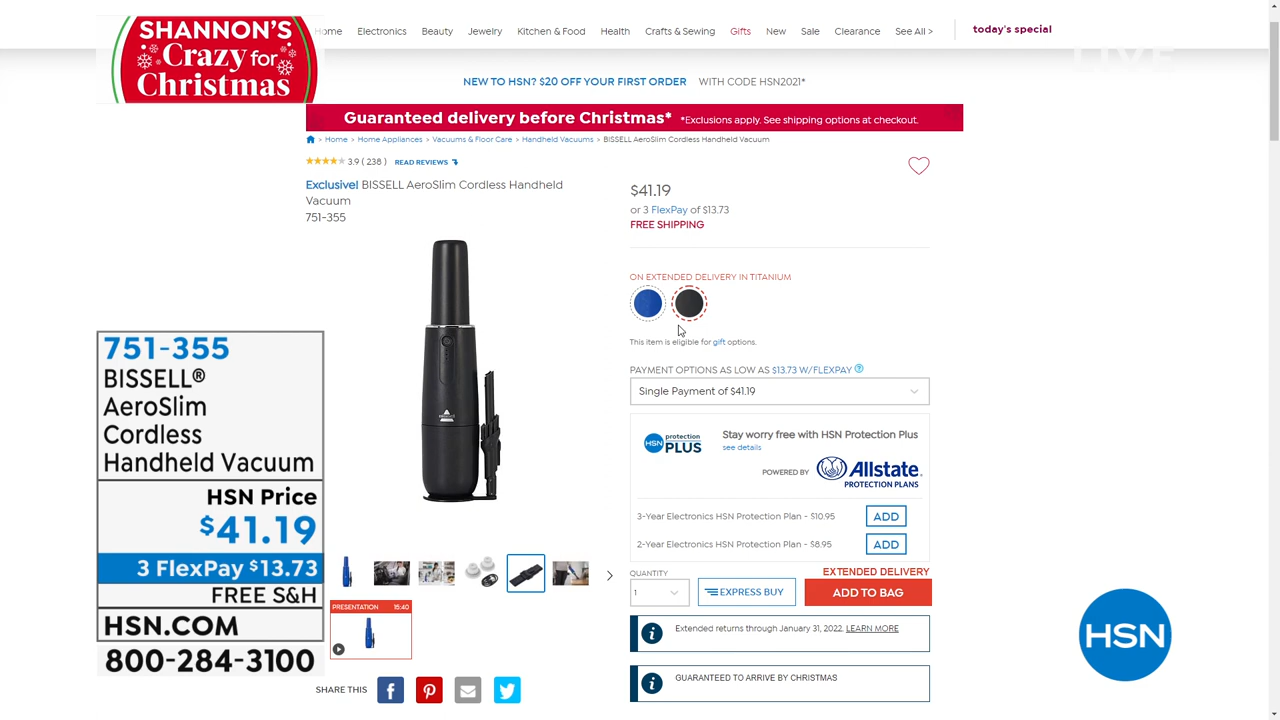 SHANNON'S
Crazy for
Christmas
Home Electronics Beauty Jewelry Kitchen & Food Health Crafts & Sewing Gifts New Sale Clearance See All > today's special
LIVE
NEW TO HSN? $20 OFF YOUR FIRST ORDER WITH CODE HSN2021*
Guaranteed delivery before Christmas* *Exclusions apply. See shipping options at checkout.
Home > Home Appliances > Vacuums & Floor Care > Handheld Vacuums > BISSELL AeroSlim Cordless Handheld Vacuum
3.9 ( 238 ) READ REVIEWS
Exclusive! BISSELL AeroSlim Cordless Handheld
Vacuum
751-355
$41.19
or 3 FlexPay of $13.73
FREE SHIPPING
ON EXTENDED DELIVERY IN TITANIUM
This item is eligible for gift options.
PAYMENT OPTIONS AS LOW AS $13.73 W/FLEXPAY ?
Single Payment of $41.19
HSN protection PLUS
Stay worry free with HSN Protection Plus
see details
POWERED BY Allstate.
PROTECTION PLANS
3-Year Electronics HSN Protection Plan - $10.95 ADD
2-Year Electronics HSN Protection Plan - $8.95 ADD
QUANTITY
EXTENDED DELIVERY
1
EXPRESS BUY
ADD TO BAG
Extended returns through January 31, 2022. LEARN MORE
GUARANTEED TO ARRIVE BY CHRISTMAS
PRESENTATION 15:40
SHARE THIS
751-355
BISSELL®
AeroSlim
Cordless
Handheld Vacuum
HSN Price
$41.19
3 FlexPay $13.73
FREE S&H
HSN.COM
800-284-3100
HSN